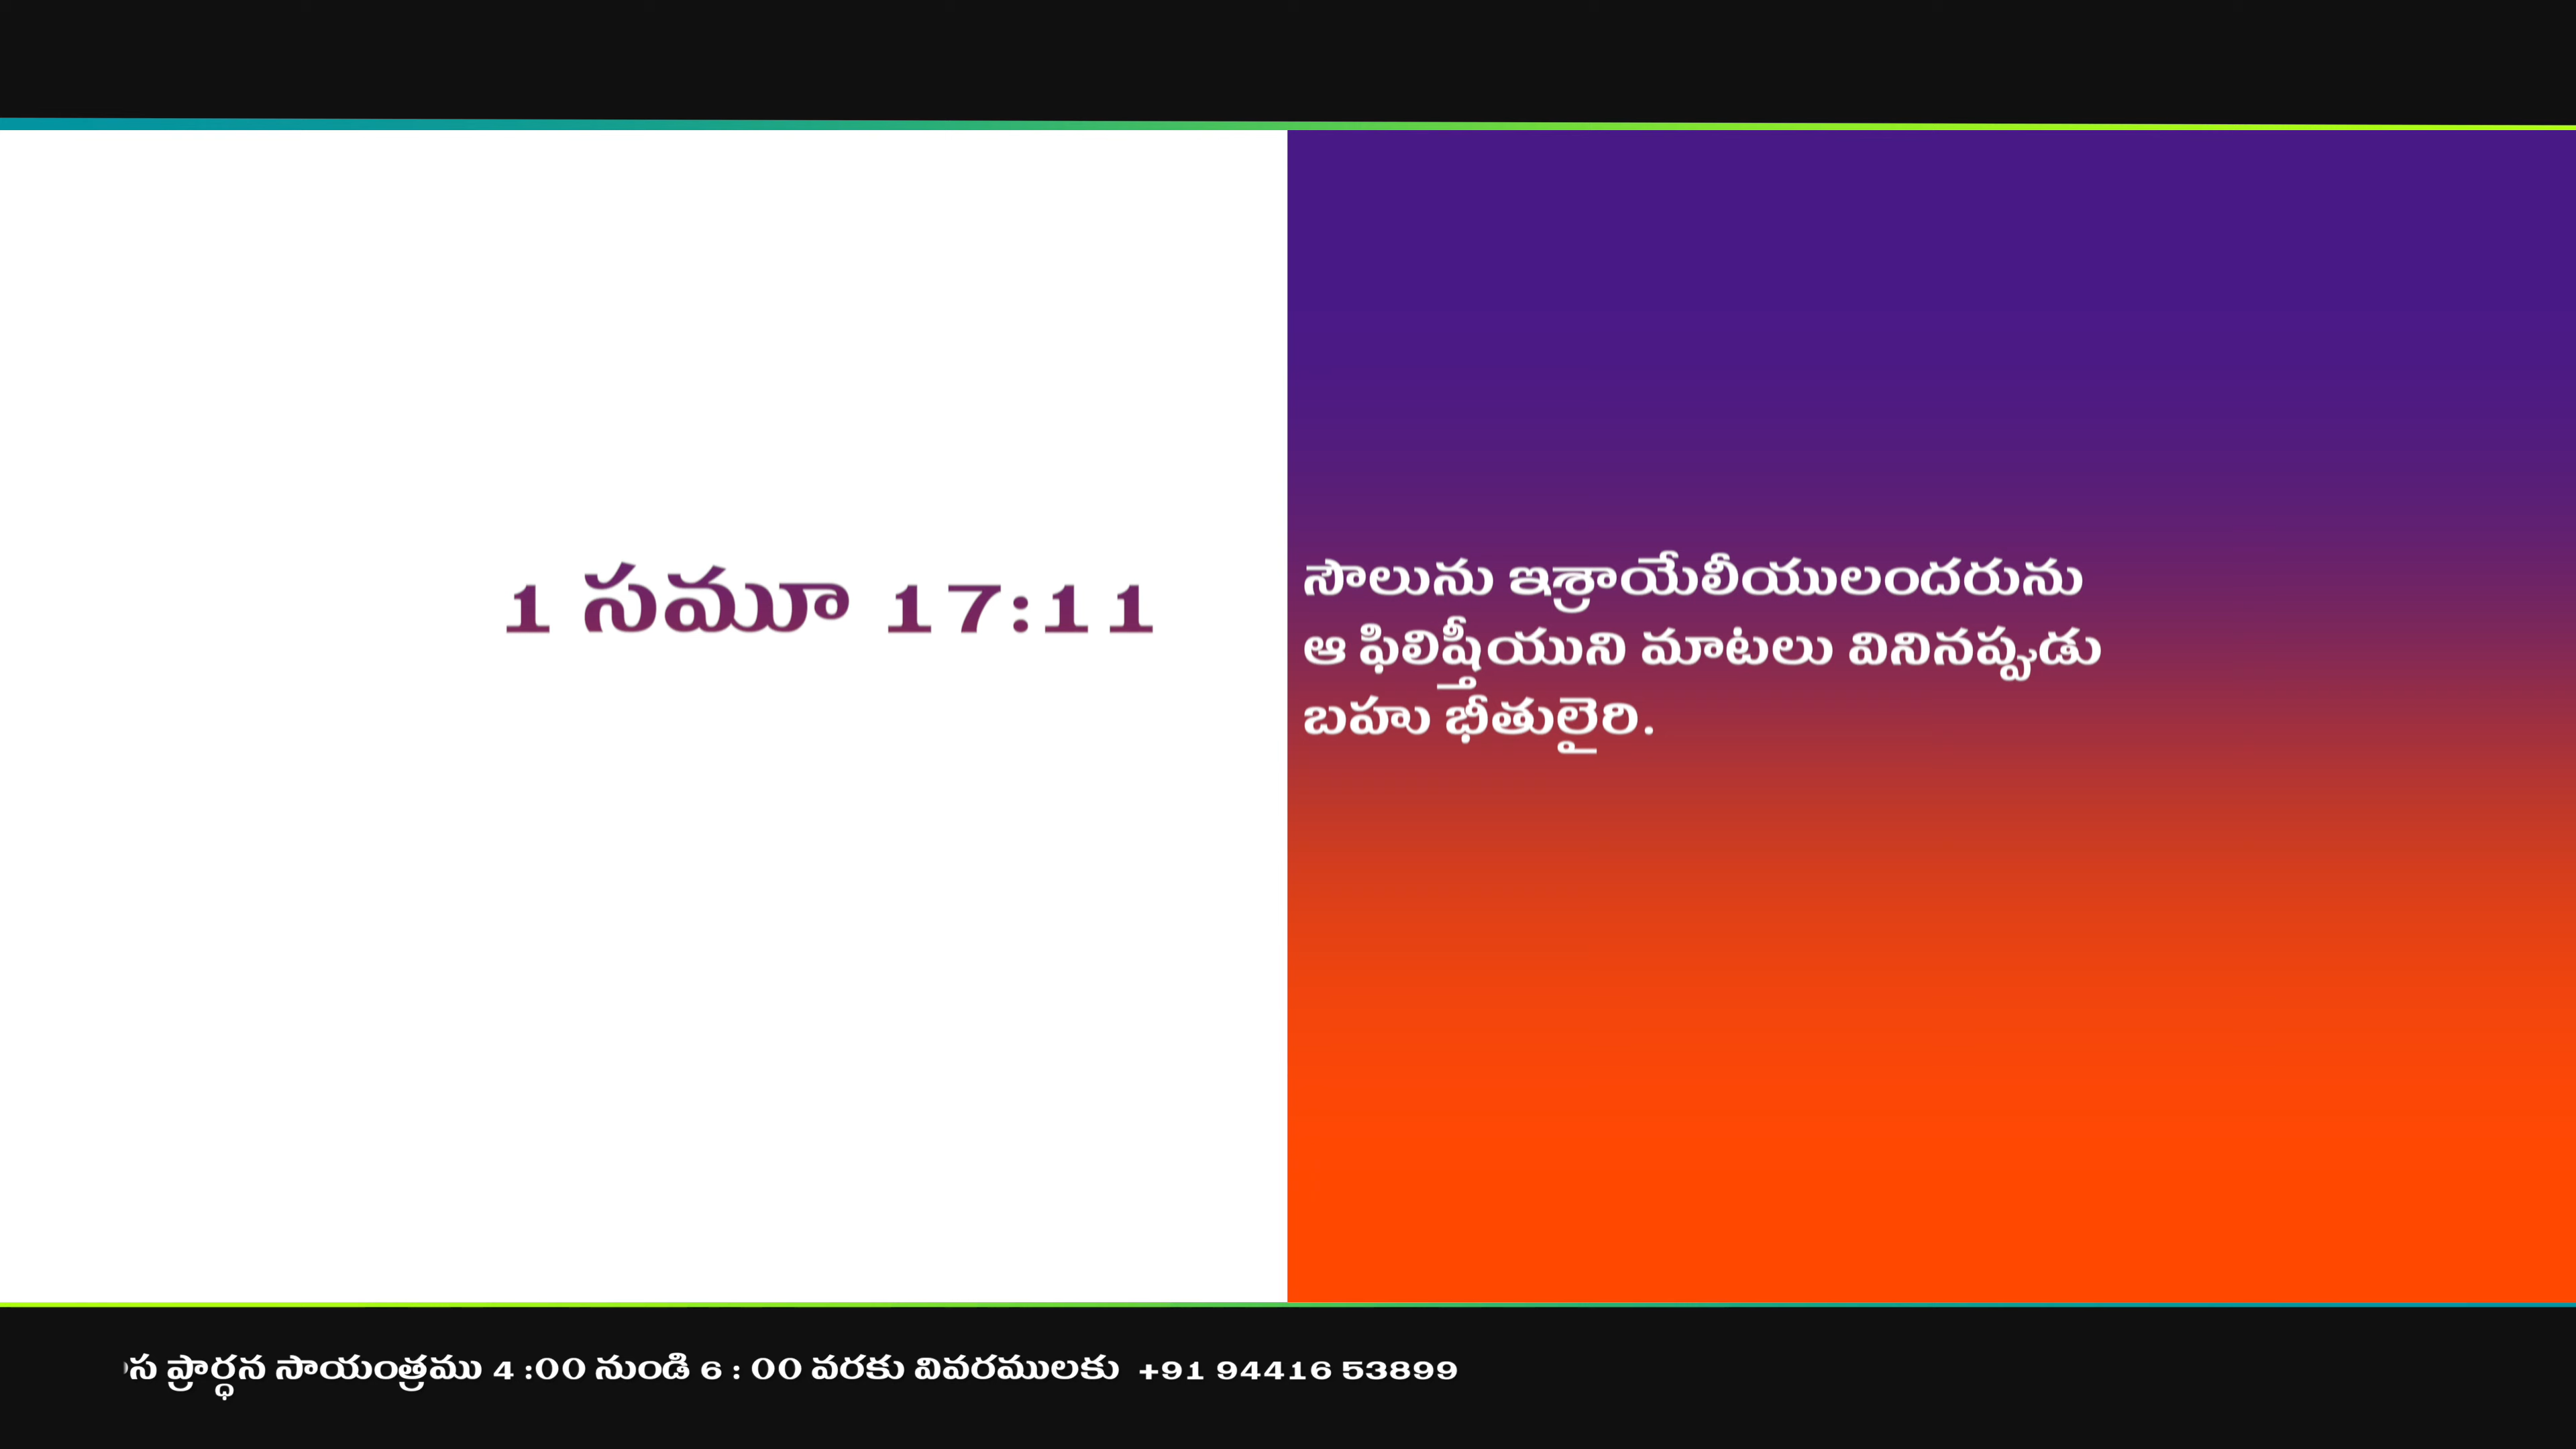 1 సమూ 17:11
సౌలును ఇశ్రాయేలీయులందరును
ఆ ఫిలిష్తీయుని మాటలు వినినప్పుడు
బహు భీతులైరి.
ప్రార్ధన సాయంత్రము 4 :00 నుండి 6 : 00 వరకు వివరములకు +91 94416 53899